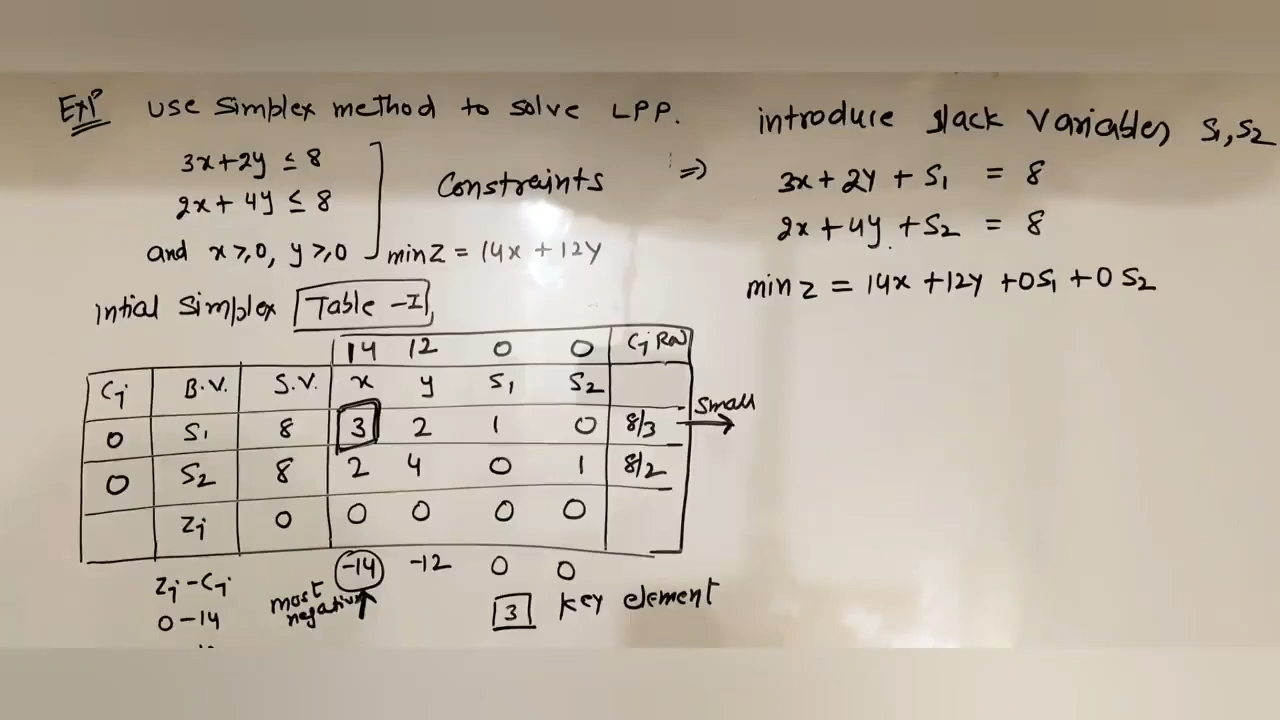 Exp use simplex method to solve LPP.
3x+2y ≤ 8
2x+ 4y ≤ 8
and x≥0, y≥0
Constraints
min Z = 14x + 12y
⇒ introduce slack variables S1, S2
3x + 2y + S1 = 8
2x + 4y + S2 = 8
min z = 14x + 12y + 0S1 + 0 S2
Intial Simplex Table - I
14 12 0 0
Cj B.V. S.V. x y S1 S2
0 S1 8 3 2 1 0 8/3 → small
0 S2 8 2 4 0 1 8/2
Zj 0 0 0 0 0
Zj - Cj -14 -12 0 0
0 - 14
most negative ↑
3 key element